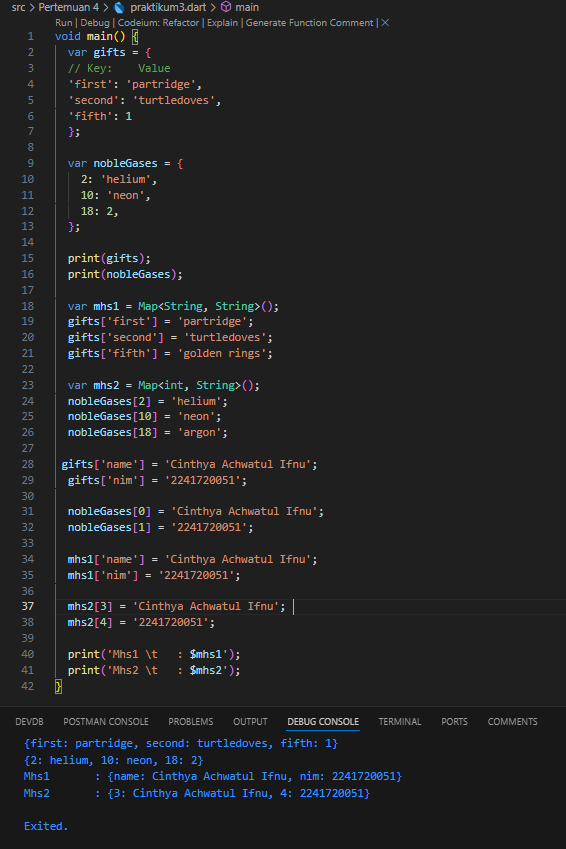 src > Pertemuan 4 > praktikum3.dart > main
Run | Debug | Codeium: Refactor | Explain | Generate Function Comment | ×
1 void main() {
2 var gifts = {
3 // Key:    Value
4 'first': 'partridge',
5 'second': 'turtledoves',
6 'fifth': 1
7 };
8
9 var nobleGases = {
10 2: 'helium',
11 10: 'neon',
12 18: 2,
13 };
14
15 print(gifts);
16 print(nobleGases);
17
18 var mhs1 = Map<String, String>();
19 gifts['first'] = 'partridge';
20 gifts['second'] = 'turtledoves';
21 gifts['fifth'] = 'golden rings';
22
23 var mhs2 = Map<int, String>();
24 nobleGases[2] = 'helium';
25 nobleGases[10] = 'neon';
26 nobleGases[18] = 'argon';
27
28 gifts['name'] = 'Cinthya Achwatul Ifnu';
29 gifts['nim'] = '2241720051';
30
31 nobleGases[0] = 'Cinthya Achwatul Ifnu';
32 nobleGases[1] = '2241720051';
33
34 mhs1['name'] = 'Cinthya Achwatul Ifnu';
35 mhs1['nim'] = '2241720051';
36
37 mhs2[3] = 'Cinthya Achwatul Ifnu';
38 mhs2[4] = '2241720051';
39
40 print('Mhs1 \t   : $mhs1');
41 print('Mhs2 \t   : $mhs2');
42 }
DEVDB POSTMAN CONSOLE PROBLEMS OUTPUT DEBUG CONSOLE TERMINAL PORTS COMMENTS
{first: partridge, second: turtledoves, fifth: 1}
{2: helium, 10: neon, 18: 2}
Mhs1       : {name: Cinthya Achwatul Ifnu, nim: 2241720051}
Mhs2       : {3: Cinthya Achwatul Ifnu, 4: 2241720051}
Exited.